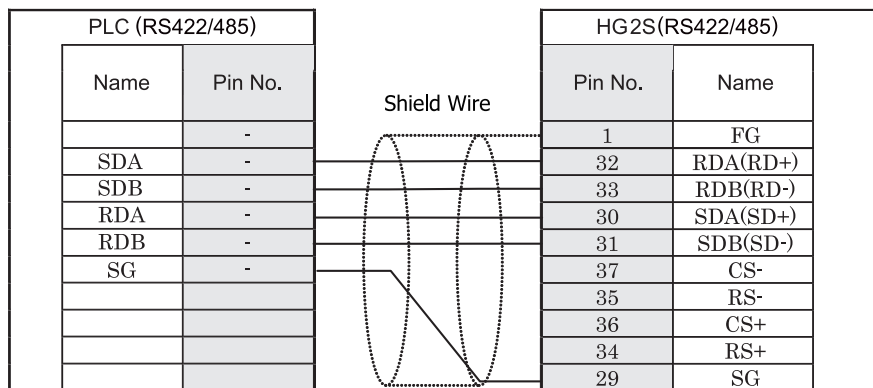 PLC (RS422/485) HG2S(RS422/485)
Name Pin No. Shield Wire Pin No. Name
- 1 FG
SDA - 32 RDA(RD+)
SDB - 33 RDB(RD-)
RDA - 30 SDA(SD+)
RDB - 31 SDB(SD-)
SG - 37 CS-
35 RS-
36 CS+
34 RS+
29 SG